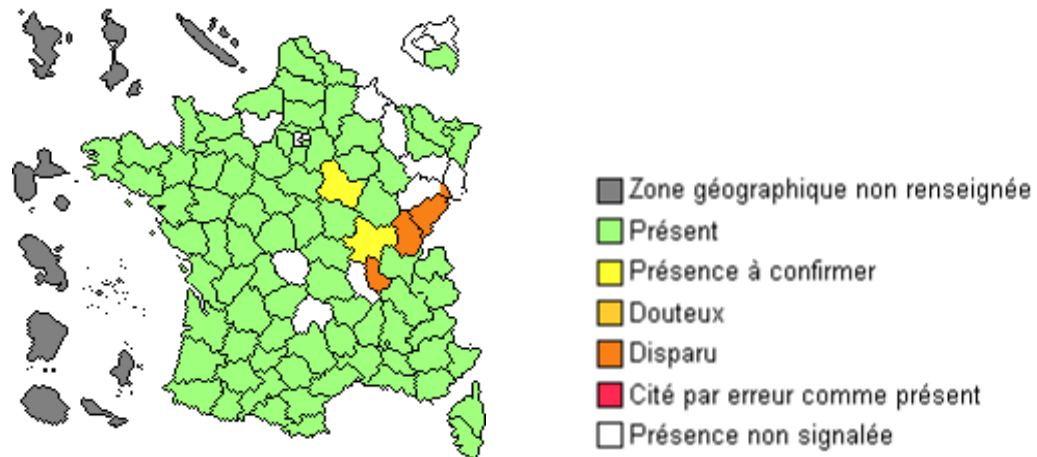 Zone géographique non renseignée
Présent
Présence à confirmer
Douteux
Disparu
Cité par erreur comme présent
Présence non signalée